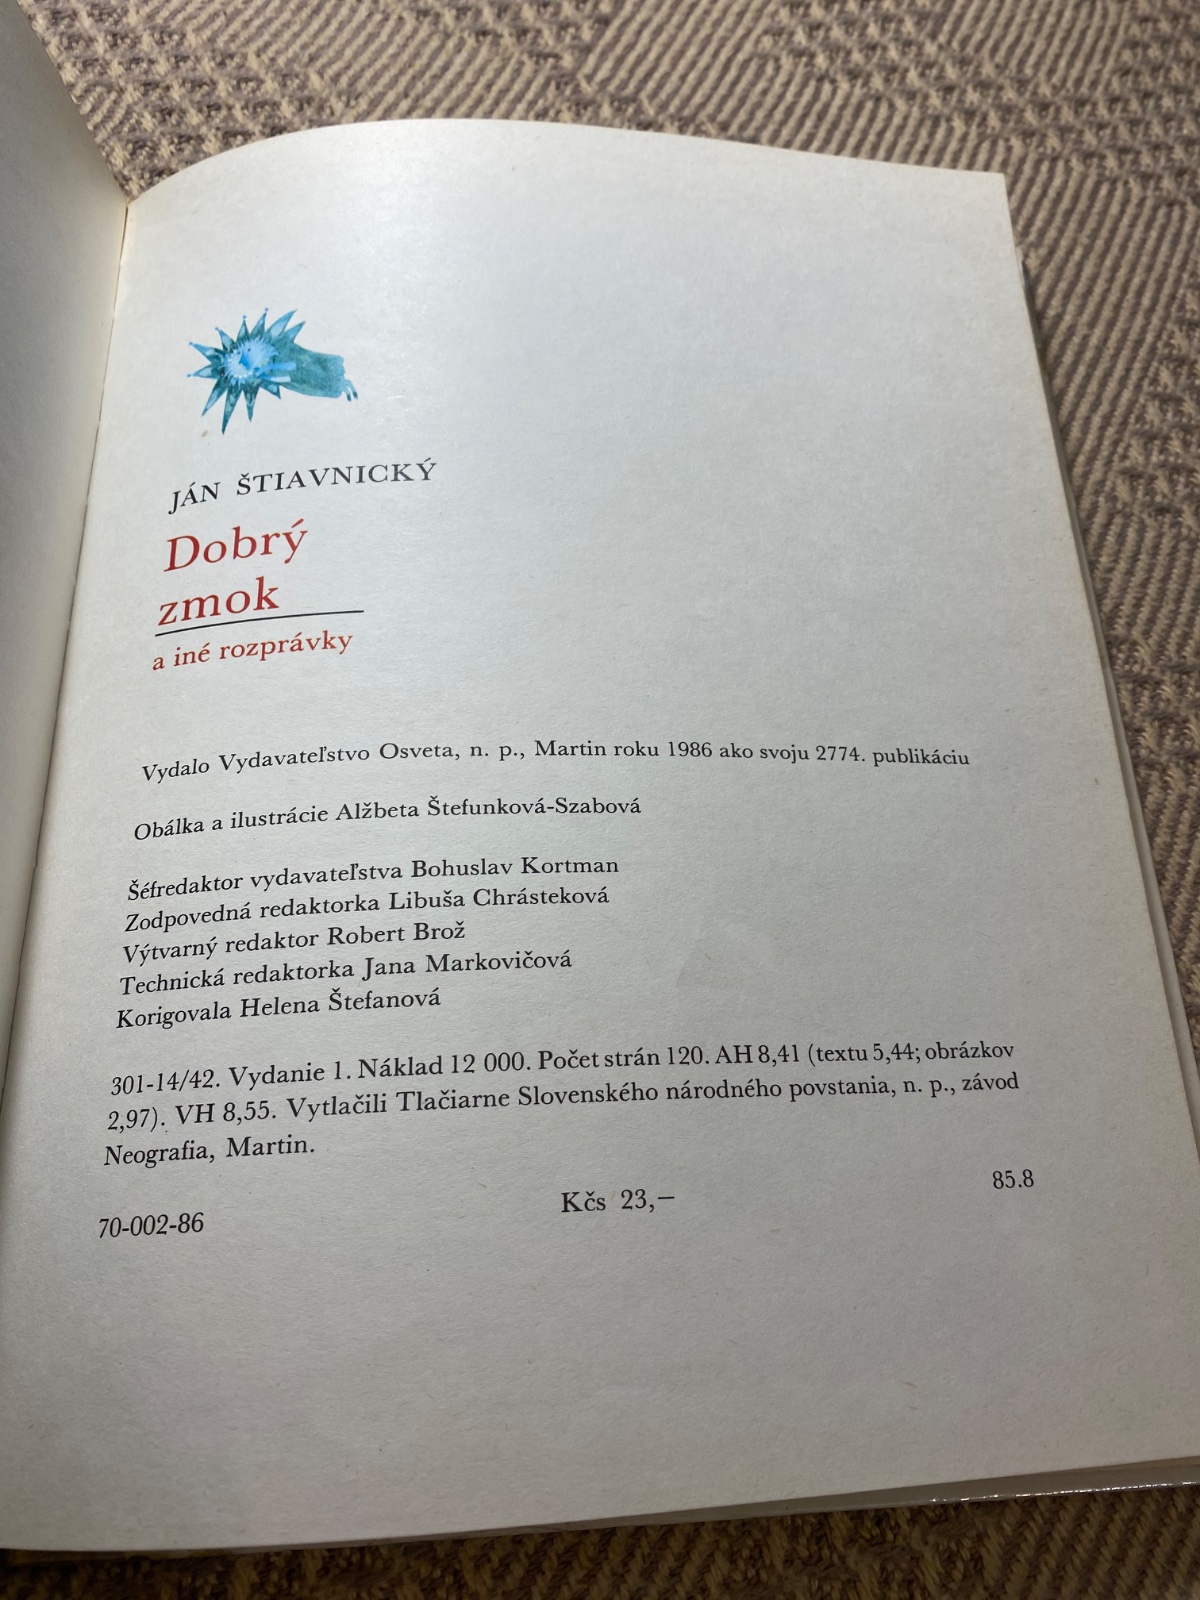 JÁN ŠTIAVNICKÝ
Dobrý
zmok
a iné rozprávky
Vydalo Vydavateľstvo Osveta, n. p., Martin roku 1986 ako svoju 2774. publikáciu
Obálka a ilustrácie Alžbeta Štefunková-Szabová
Šéfredaktor vydavateľstva Bohuslav Kortman
Zodpovedná redaktorka Libuša Chrásteková
Výtvarný redaktor Robert Brož
Technická redaktorka Jana Markovičová
Korigovala Helena Štefanová
301-14/42. Vydanie 1. Náklad 12 000. Počet strán 120. AH 8,41 (textu 5,44; obrázkov
2,97). VH 8,55. Vytlačili Tlačiarne Slovenského národného povstania, n. p., závod
Neografia, Martin.
70-002-86 Kčs 23,— 85.8